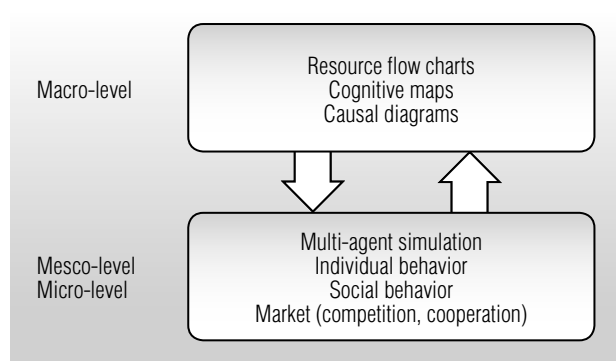 Macro-level
Resource flow charts
Cognitive maps
Causal diagrams
Mesco-level
Micro-level
Multi-agent simulation
Individual behavior
Social behavior
Market (competition, cooperation)